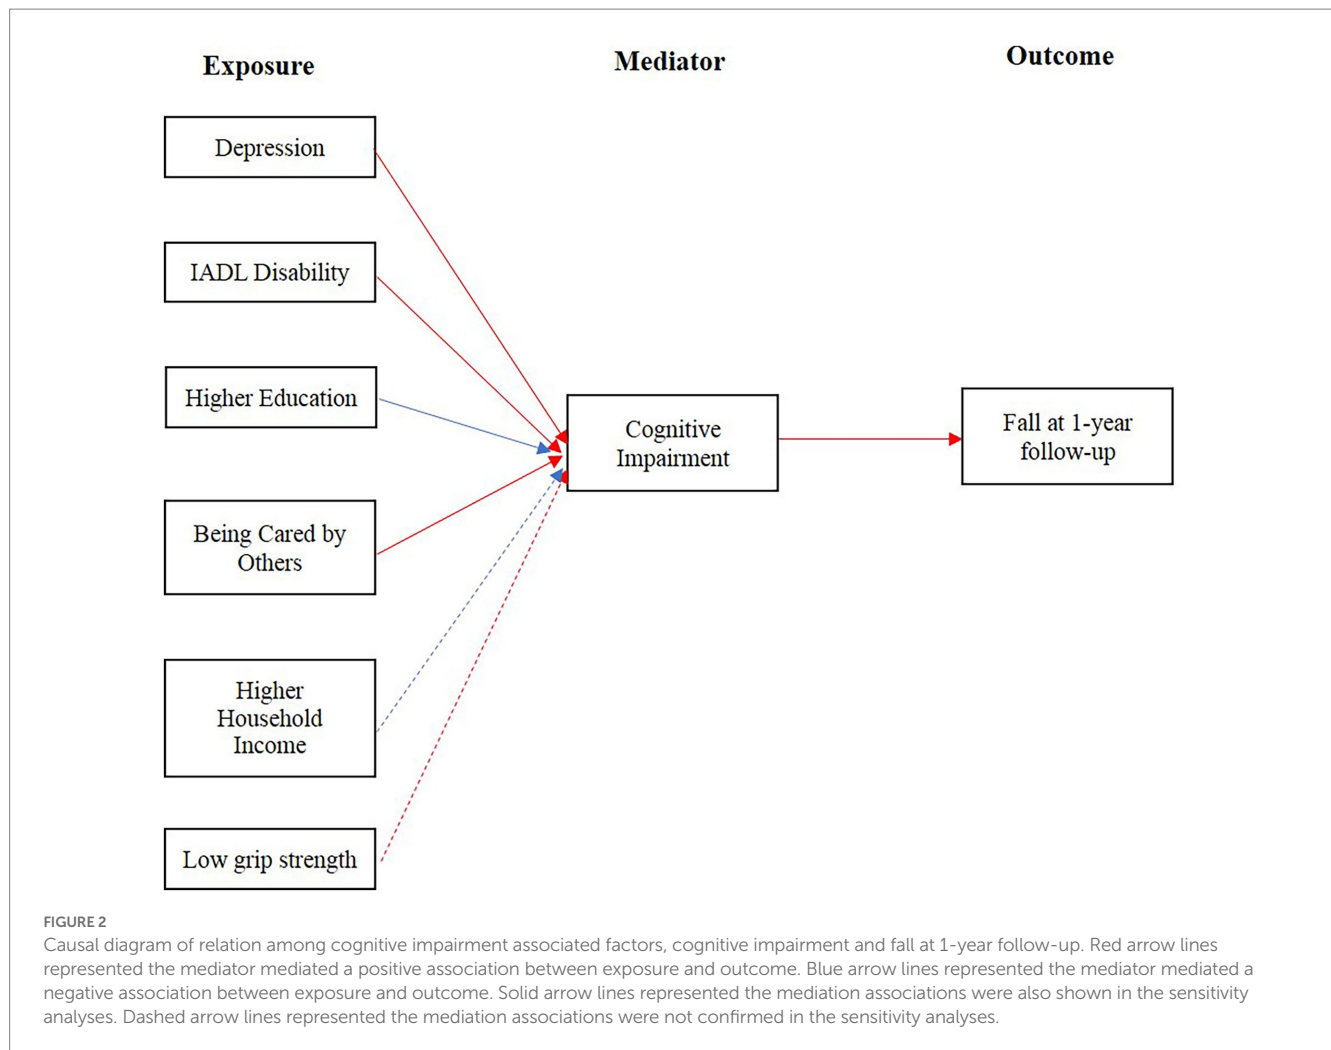 Exposure
Mediator
Outcome
Depression
IADL Disability
Higher Education
Being Cared by
Others
Higher
Household
Income
Low grip strength
Cognitive
Impairment
Fall at 1-year
follow-up
FIGURE 2
Causal diagram of relation among cognitive impairment associated factors, cognitive impairment and fall at 1-year follow-up. Red arrow lines
represented the mediator mediated a positive association between exposure and outcome. Blue arrow lines represented the mediator mediated a
negative association between exposure and outcome. Solid arrow lines represented the mediation associations were also shown in the sensitivity
analyses. Dashed arrow lines represented the mediation associations were not confirmed in the sensitivity analyses.